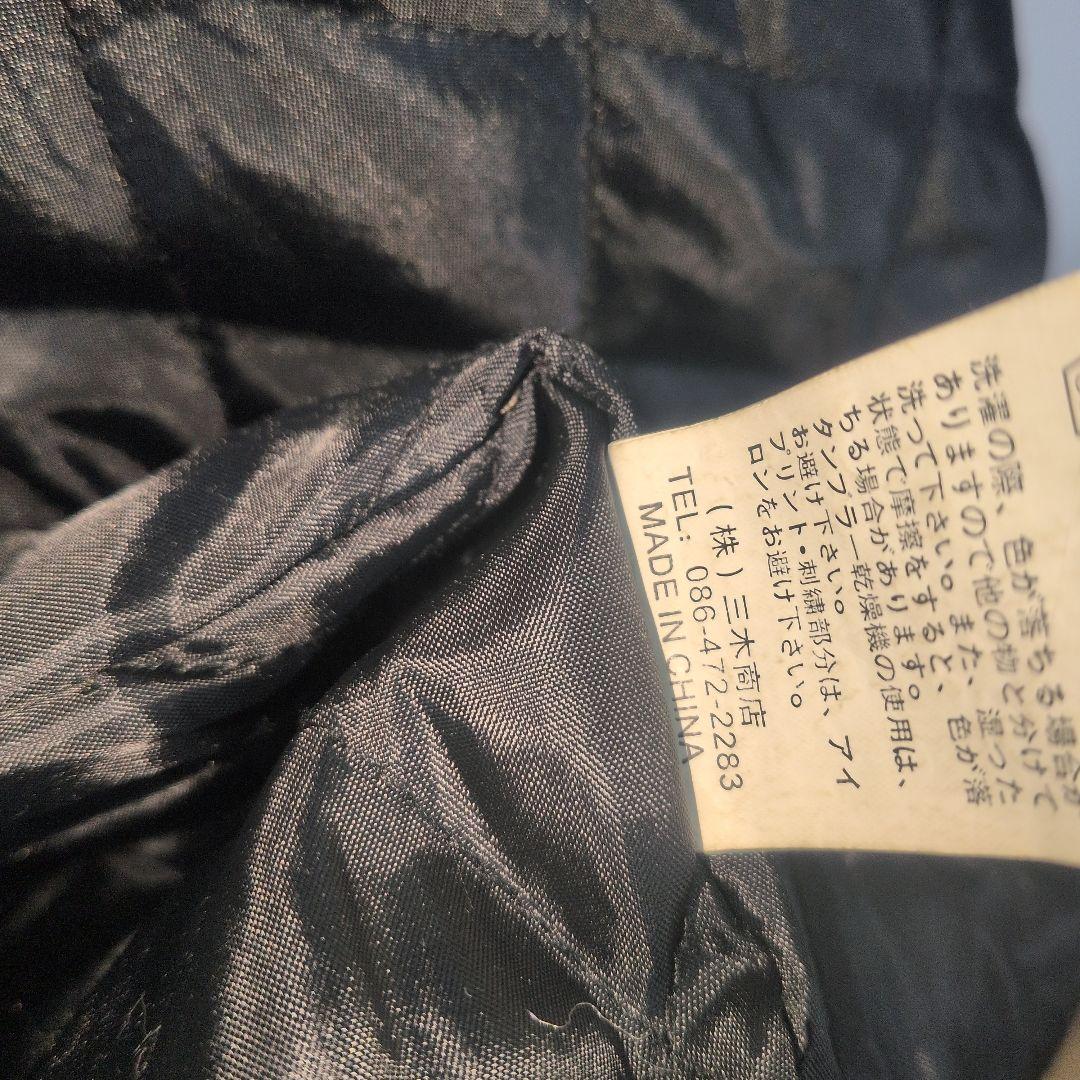 洗濯の際、色が落ちる場合が
ありますので他の物と分けて
洗って下さい。また、湿った
状態で摩擦をすると、色が落
ちる場合があります。
タンブラー乾燥機の使用は、
お避け下さい。
プリント・刺繍部分は、アイ
ロンをお避け下さい。
(株)三木商店
TEL: 086-472-2283
MADE IN CHINA